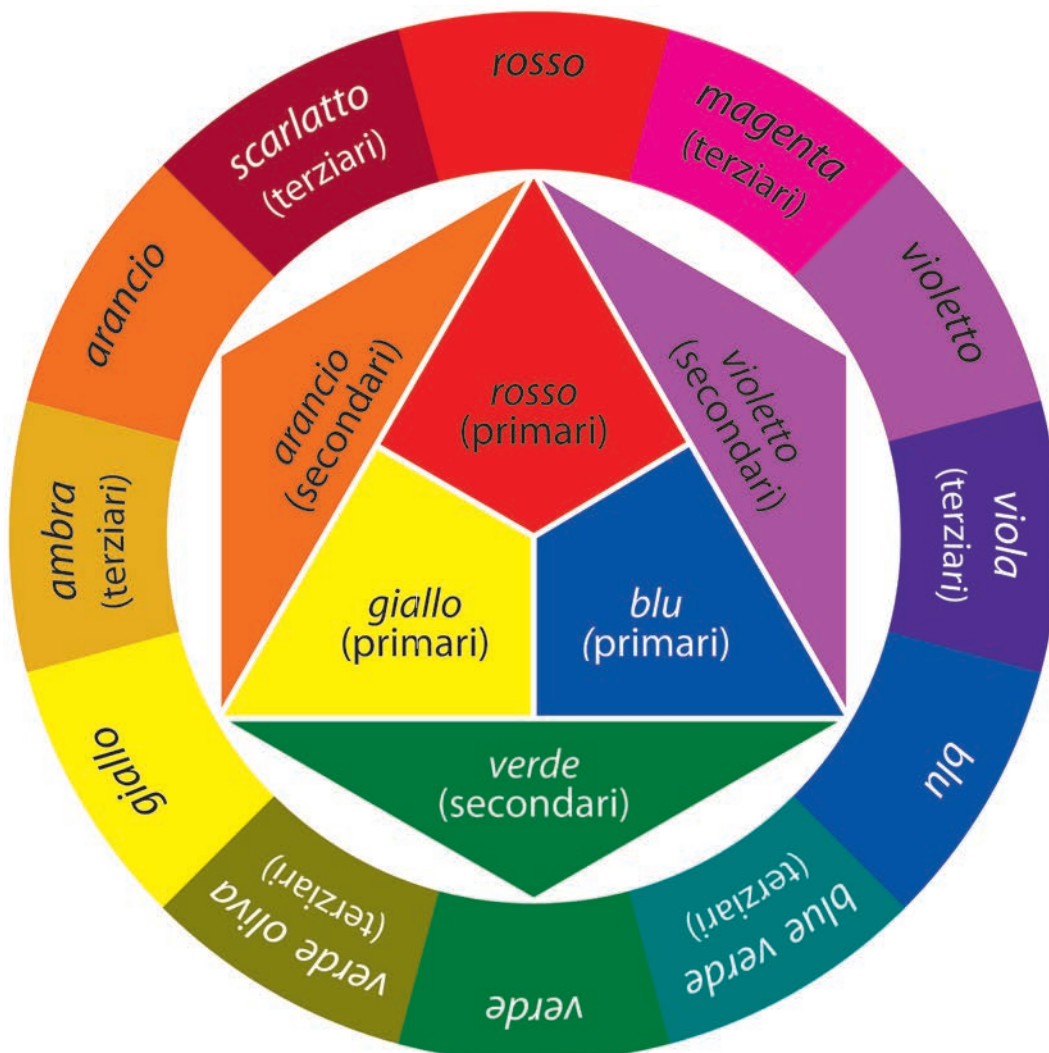 rosso
magenta
(terziari)
violetto
viola
(terziari)
blu
blue verde
(terziari)
verde
verde oliva
(terziari)
giallo
ambra
(terziari)
arancio
scarlatto
(terziari)
arancio
(secondari)
rosso
(primari)
violetto
(secondari)
giallo
(primari)
blu
(primari)
verde
(secondari)